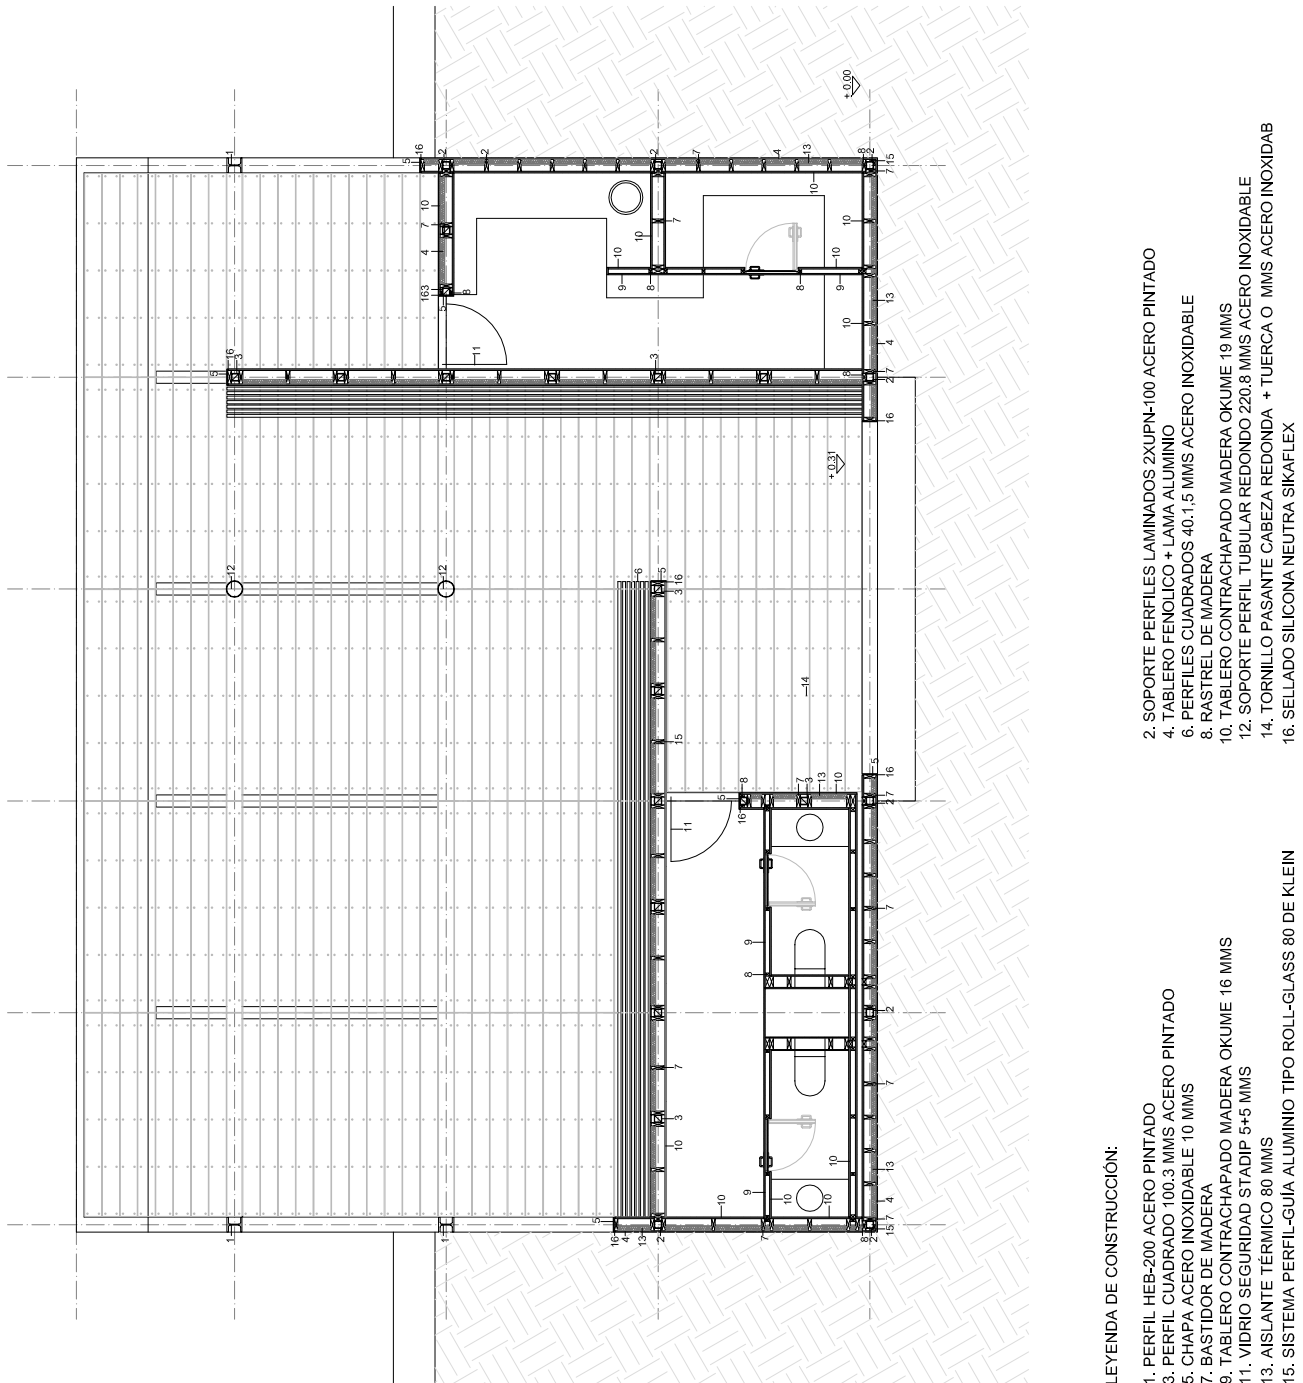 LEYENDA DE CONSTRUCCIÓN:
1. PERFIL HEB-200 ACERO PINTADO
3. PERFIL CUADRADO 100.3 MMS ACERO PINTADO
5. CHAPA ACERO INOXIDABLE 10 MMS
7. BASTIDOR DE MADERA
9. TABLERO CONTRACHAPADO MADERA OKUME 16 MMS
11. VIDRIO SEGURIDAD STADIP 5+5 MMS
13. AISLANTE TÉRMICO 80 MMS
15. SISTEMA PERFIL-GUÍA ALUMINIO TIPO ROLL-GLASS 80 DE KLEIN
2. SOPORTE PERFILES LAMINADOS 2XUPN-100 ACERO PINTADO
4. TABLERO FENOLICO + LAMA ALUMINIO
6. PERFILES CUADRADOS 40.1,5 MMS ACERO INOXIDABLE
8. RASTREL DE MADERA
10. TABLERO CONTRACHAPADO MADERA OKUME 19 MMS
12. SOPORTE PERFIL TUBULAR REDONDO 220.8 MMS ACERO INOXIDABLE
14. TORNILLO PASANTE CABEZA REDONDA + TUERCA O MMS ACERO INOXIDAB
16. SELLADO SILICONA NEUTRA SIKAFLEX
+ 0.00
+ 0.31
12
12
14
15
11
11